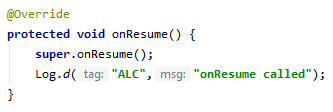 @Override
protected void onResume() {
super.onResume();
Log.d( tag: "ALC", msg: "onResume called");
}